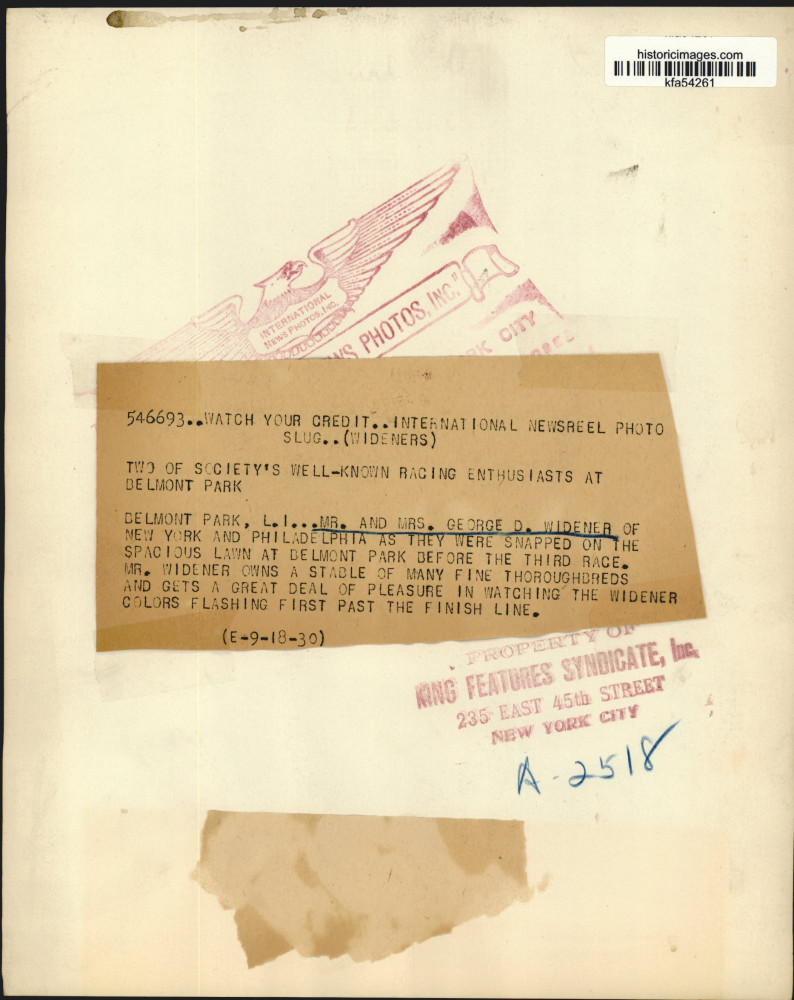 historicimages.com
kfa54261
INTERNATIONAL
NEWS PHOTOS, INC.
PHOTOS, INC."
CITY
546693..WATCH YOUR CREDIT..INTERNATIONAL NEWSREEL PHOTO
SLUG..(WIDENERS)
TWO OF SOCIETY'S WELL-KNOWN RACING ENTHUSIASTS AT
BELMONT PARK
BELMONT PARK, L.I...MR. AND MRS. GEORGE D. WIDENER OF
NEW YORK AND PHILADELPHIA AS THEY WERE SNAPPED ON THE
SPACIOUS LAWN AT BELMONT PARK BEFORE THE THIRD RACE.
MR. WIDENER OWNS A STABLE OF MANY FINE THOROUGHBREDS
AND GETS A GREAT DEAL OF PLEASURE IN WATCHING THE WIDENER
COLORS FLASHING FIRST PAST THE FINISH LINE.
(E-9-18-30)
PROPERTY OF
KING FEATURES SYNDICATE, Inc.
235 EAST 45th STREET
NEW YORK CITY
A-2518